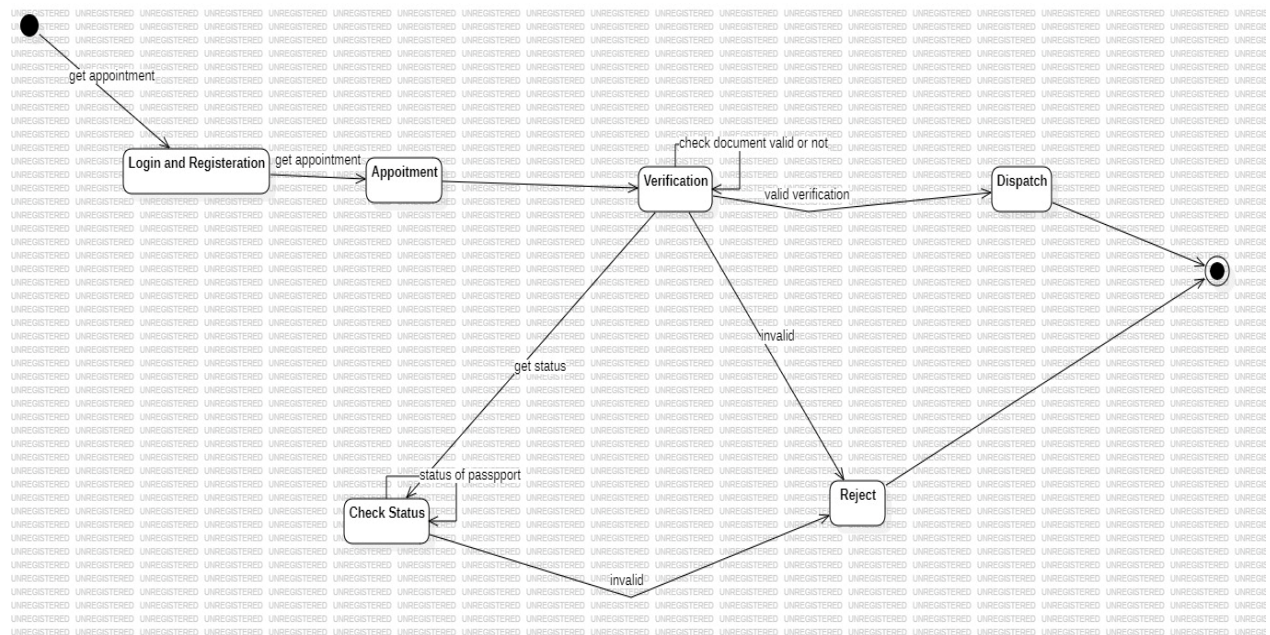 get appointment
Login and Registeration
get appointment
Appoitment
check document valid or not
Verification
valid verification
Dispatch
invalid
get status
status of passpport
Check Status
Reject
invalid
UNREGISTERED